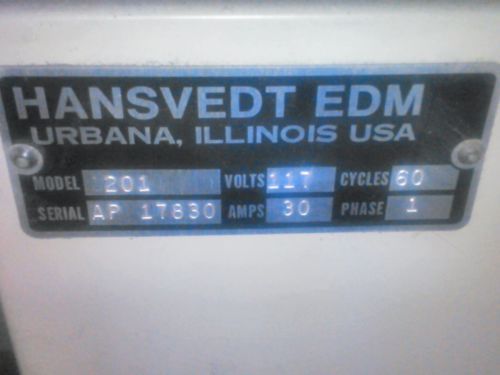 HANSVEDT EDM
URBANA, ILLINOIS USA
MODEL 201 VOLTS 117 CYCLES 60
SERIAL AP 17830 AMPS 30 PHASE 1